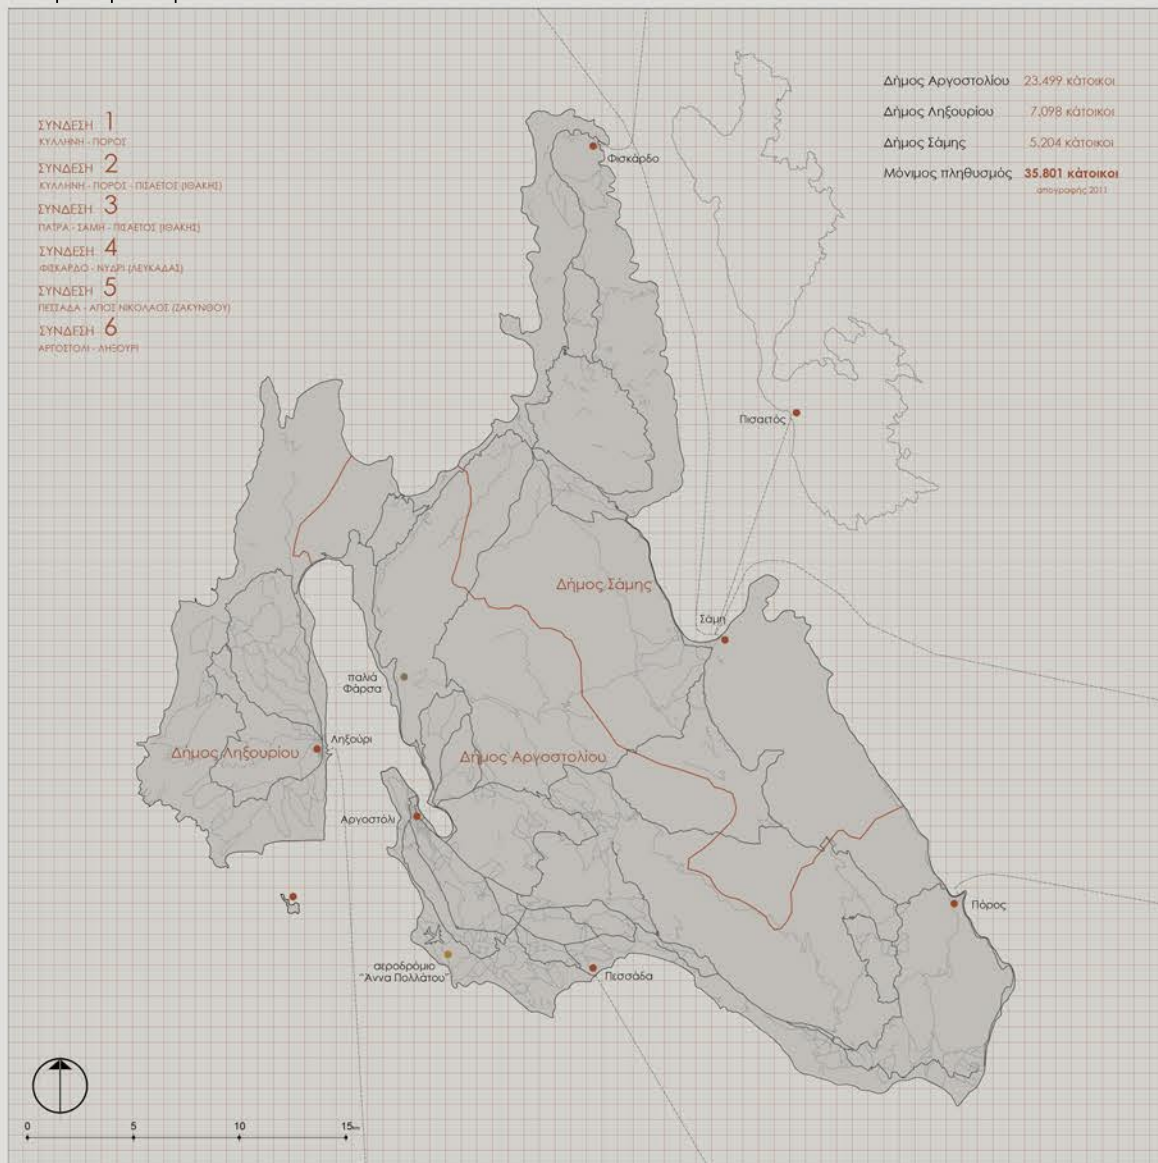 ΣΥΝΔΕΣΗ 1
ΚΥΛΛΗΝΗ - ΠΟΡΟΣ
ΣΥΝΔΕΣΗ 2
ΚΥΛΛΗΝΗ - ΠΟΡΟΣ - ΠΙΣΑΕΤΟΣ (ΙΘΑΚΗΣ)
ΣΥΝΔΕΣΗ 3
ΠΑΤΡΑ - ΣΑΜΗ - ΠΙΣΑΕΤΟΣ (ΙΘΑΚΗΣ)
ΣΥΝΔΕΣΗ 4
ΦΙΣΚΑΡΔΟ - ΝΥΔΡΙ (ΛΕΥΚΑΔΑΣ)
ΣΥΝΔΕΣΗ 5
ΠΕΣΣΑΔΑ - ΑΓΙΟΣ ΝΙΚΟΛΑΟΣ (ΖΑΚΥΝΘΟΥ)
ΣΥΝΔΕΣΗ 6
ΑΡΓΟΣΤΟΛΙ - ΛΗΞΟΥΡΙ
Δήμος Αργοστολίου 23.499 κάτοικοι
Δήμος Ληξουρίου 7,098 κάτοικοι
Δήμος Σάμης 5,204 κάτοικοι
Μόνιμος πληθυσμός 35.801 κάτοικοι
απογραφής 2011
Φισκάρδο
Πισαετός
Δήμος Σάμης
Σάμη
παλιά
Φάρσα
Ληξούρι
Δήμος Ληξουρίου
Δήμος Αργοστολίου
Αργοστόλι
Πόρος
αεροδρόμιο
"Άννα Πολλάτου"
Πεσσάδα
0 5 10 15km